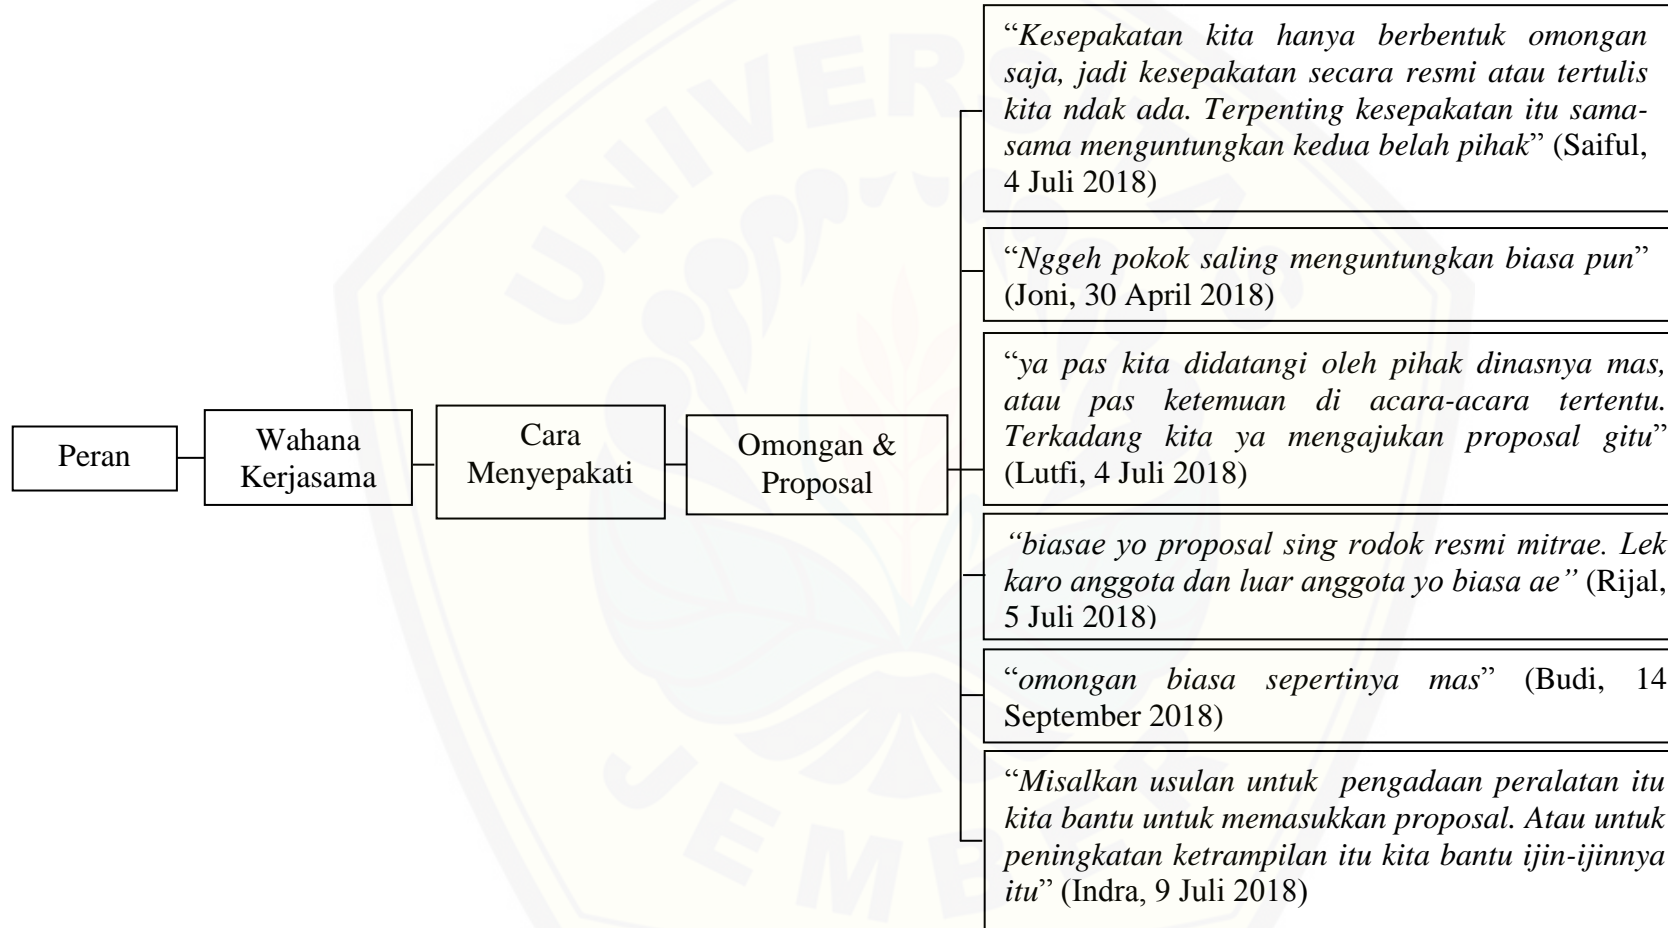 Peran
Wahana
Kerjasama
Cara
Menyepakati
Omongan &
Proposal
“Kesepakatan kita hanya berbentuk omongan
saja, jadi kesepakatan secara resmi atau tertulis
kita ndak ada. Terpenting kesepakatan itu sama-
sama menguntungkan kedua belah pihak” (Saiful,
4 Juli 2018)
“Nggeh pokok saling menguntungkan biasa pun”
(Joni, 30 April 2018)
“ya pas kita didatangi oleh pihak dinasnya mas,
atau pas ketemuan di acara-acara tertentu.
Terkadang kita ya mengajukan proposal gitu”
(Lutfi, 4 Juli 2018)
“biasae yo proposal sing rodok resmi mitrae. Lek
karo anggota dan luar anggota yo biasa ae” (Rijal,
5 Juli 2018)
“omongan biasa sepertinya mas” (Budi, 14
September 2018)
“Misalkan usulan untuk pengadaan peralatan itu
kita bantu untuk memasukkan proposal. Atau untuk
peningkatan ketrampilan itu kita bantu ijin-ijinnya
itu” (Indra, 9 Juli 2018)
UNIVERSITAS
JEMBER